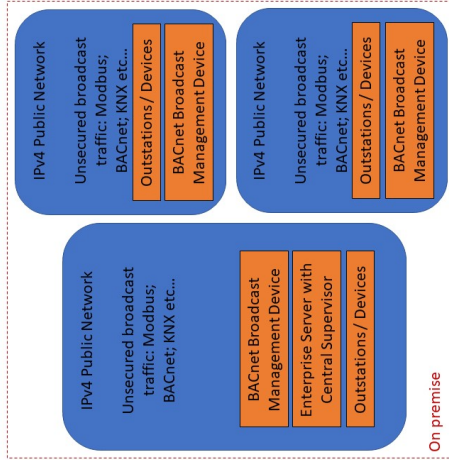 IPv4 Public Network
Unsecured broadcast
traffic: Modbus;
BACnet; KNX etc...
BACnet Broadcast
Management Device
Enterprise Server with
Central Supervisor
Outstations / Devices
IPv4 Public Network
Unsecured broadcast
traffic: Modbus;
BACnet; KNX etc...
Outstations / Devices
BACnet Broadcast
Management Device
IPv4 Public Network
Unsecured broadcast
traffic: Modbus;
BACnet; KNX etc...
Outstations / Devices
BACnet Broadcast
Management Device
On premise